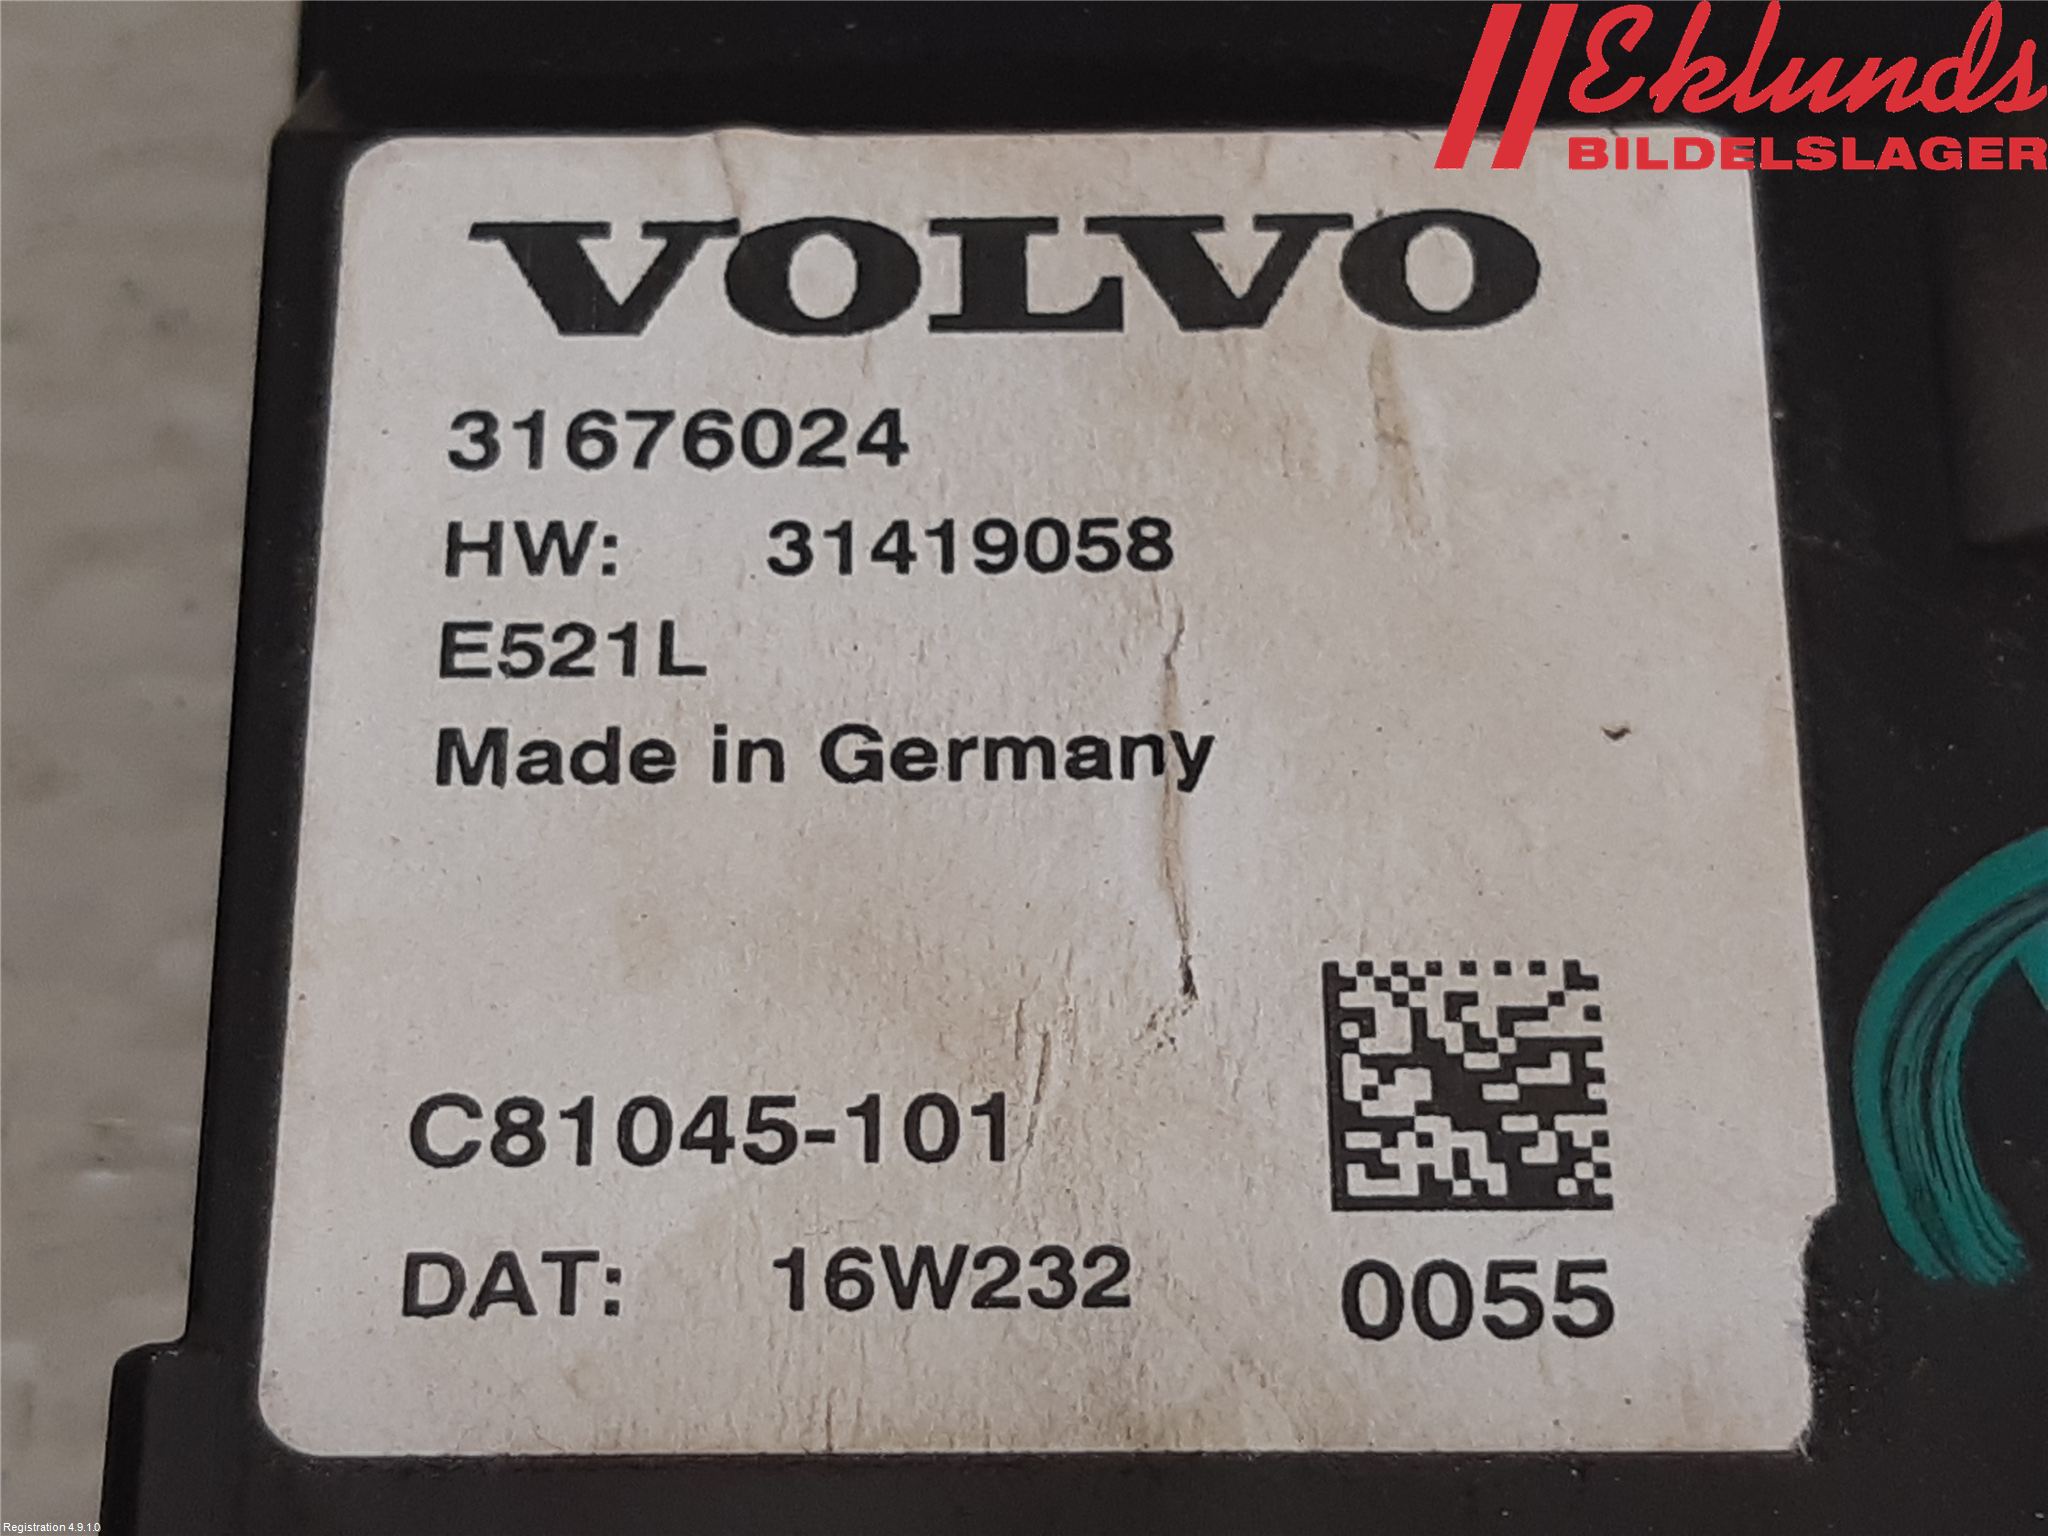 Eklunds
BILDELSLAGER
VOLVO
31676024
HW: 31419058
E521L
Made in Germany
C81045-101
DAT: 16W232
0055
Registration 4.9.1.0